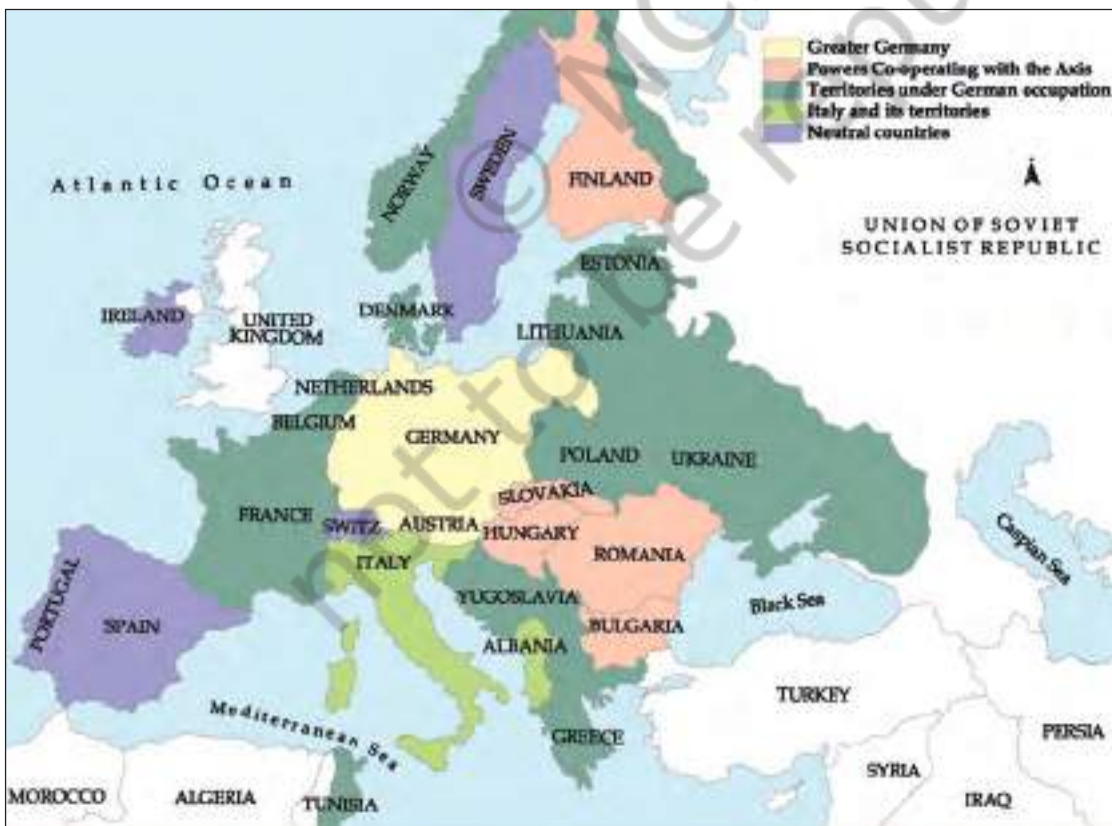 Greater Germany
Powers Co-operating with the Axis
Territories under German occupation
Italy and its territories
Neutral countries
Atlantic Ocean
NORWAY
SWEDEN
FINLAND
UNION OF SOVIET
SOCIALIST REPUBLIC
ESTONIA
IRELAND
UNITED
KINGDOM
DENMARK
LITHUANIA
NETHERLANDS
BELGIUM
GERMANY
POLAND
UKRAINE
SLOVAKIA
FRANCE
SWITZ
AUSTRIA
HUNGARY
ROMANIA
ITALY
Caspian Sea
PORTUGAL
SPAIN
YUGOSLAVIA
Black Sea
BULGARIA
ALBANIA
TURKEY
Mediterranean Sea
GREECE
PERSIA
SYRIA
MOROCCO
ALGERIA
TUNISIA
IRAQ
©
not to be